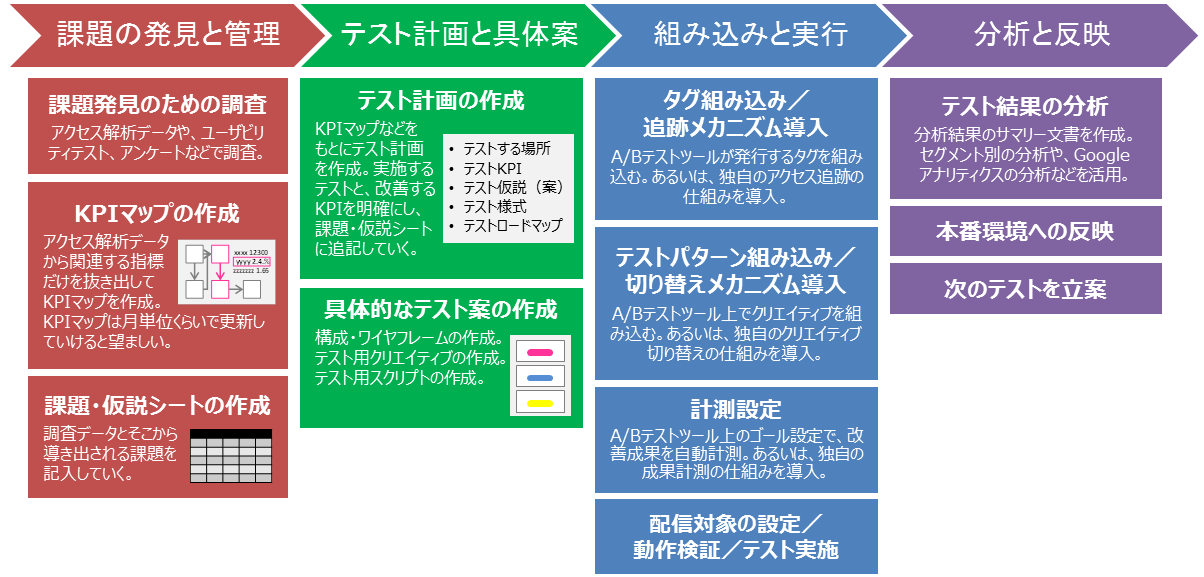 課題の発見と管理
テスト計画と具体案
組み込みと実行
分析と反映
課題発見のための調査
アクセス解析データや、ユーザビリ
ティテスト、アンケートなどで調査。
KPIマップの作成
アクセス解析データ
から関連する指標
だけを抜き出して
KPIマップを作成。
KPIマップは月単位くらいで更新し
ていけると望ましい。
xxxx 12300
yyyy 2.4.%
zzzzzzz 1.65
課題・仮説シートの作成
調査データとそこから
導き出される課題を
記入していく。
テスト計画の作成
KPIマップなどを
もとにテスト計画
を作成。実施する
テストと、改善する
KPIを明確にし、
課題・仮説シート
に追記していく。
• テストする場所
• テストKPI
• テスト仮説（案）
• テスト様式
• テストロードマップ
具体的なテスト案の作成
構成・ワイヤフレームの作成。
テスト用クリエイティブの作成。
テスト用スクリプトの作成。
タグ組み込み／
追跡メカニズム導入
A/Bテストツールが発行するタグを組み
込む。あるいは、独自のアクセス追跡の
仕組みを導入。
テストパターン組み込み／
切り替えメカニズム導入
A/Bテストツール上でクリエイティブを組
み込む。あるいは、独自のクリエイティブ
切り替えの仕組みを導入。
計測設定
A/Bテストツール上のゴール設定で、改
善成果を自動計測。あるいは、独自の
成果計測の仕組みを導入。
配信対象の設定／
動作検証／テスト実施
テスト結果の分析
分析結果のサマリー文書を作成。
セグメント別の分析や、Google
アナリティクスの分析などを活用。
本番環境への反映
次のテストを立案